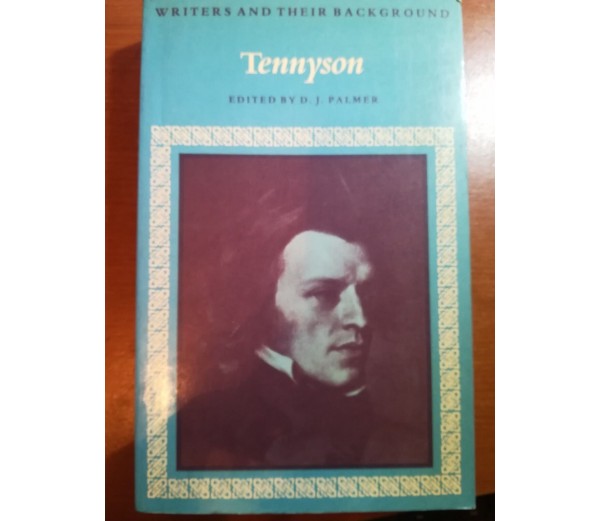 WRITERS AND THEIR BACKGROUND
Tennyson
EDITED BY D. J. PALMER